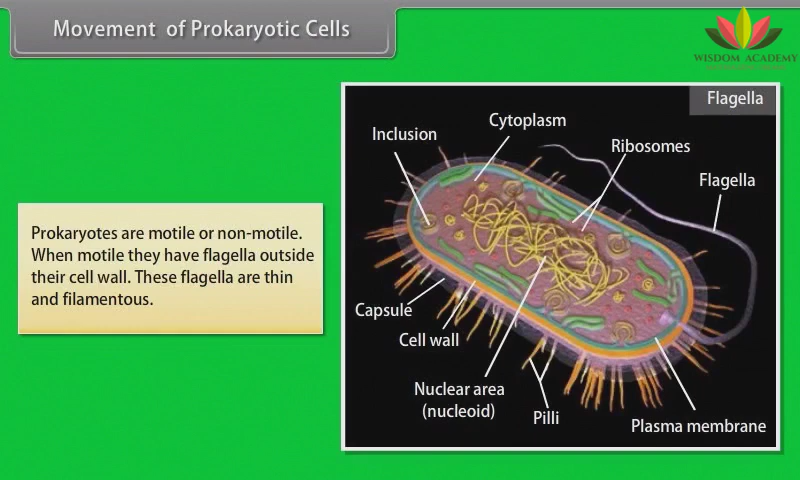 Movement of Prokaryotic Cells
WISDOM ACADEMY
Flagella
Cytoplasm
Inclusion
Ribosomes
Flagella
Prokaryotes are motile or non-motile.
When motile they have flagella outside
their cell wall. These flagella are thin
and filamentous.
Capsule
Cell wall
Nuclear area
(nucleoid)
Pilli
Plasma membrane